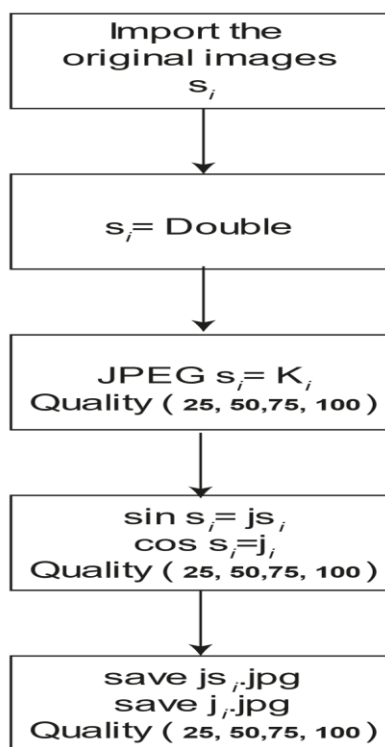 Import the
original images
s i
s i = Double
JPEG s i = K i
Quality ( 25, 50,75, 100)
sin s i = js i
cos s i =j i
Quality ( 25, 50,75, 100)
save js i .jpg
save j i .jpg
Quality ( 25, 50,75, 100)